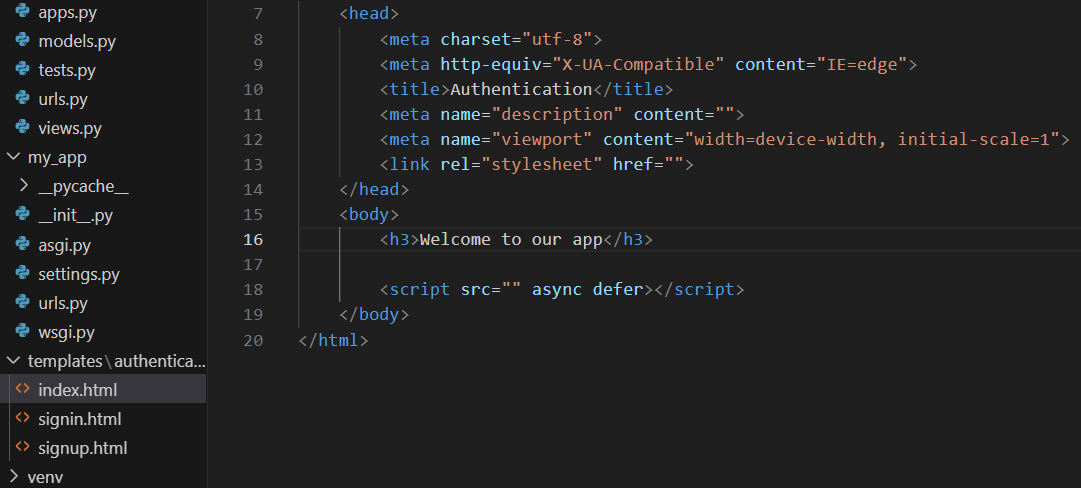 apps.py
models.py
tests.py
urls.py
views.py
my_app
__pycache__
__init__.py
asgi.py
settings.py
urls.py
wsgi.py
templates\authentica...
index.html
signin.html
signup.html
venv
7 <head>
8 <meta charset="utf-8">
9 <meta http-equiv="X-UA-Compatible" content="IE=edge">
10 <title>Authentication</title>
11 <meta name="description" content="">
12 <meta name="viewport" content="width=device-width, initial-scale=1">
13 <link rel="stylesheet" href="">
14 </head>
15 <body>
16 <h3>Welcome to our app</h3>
17
18 <script src="" async defer></script>
19 </body>
20 </html>